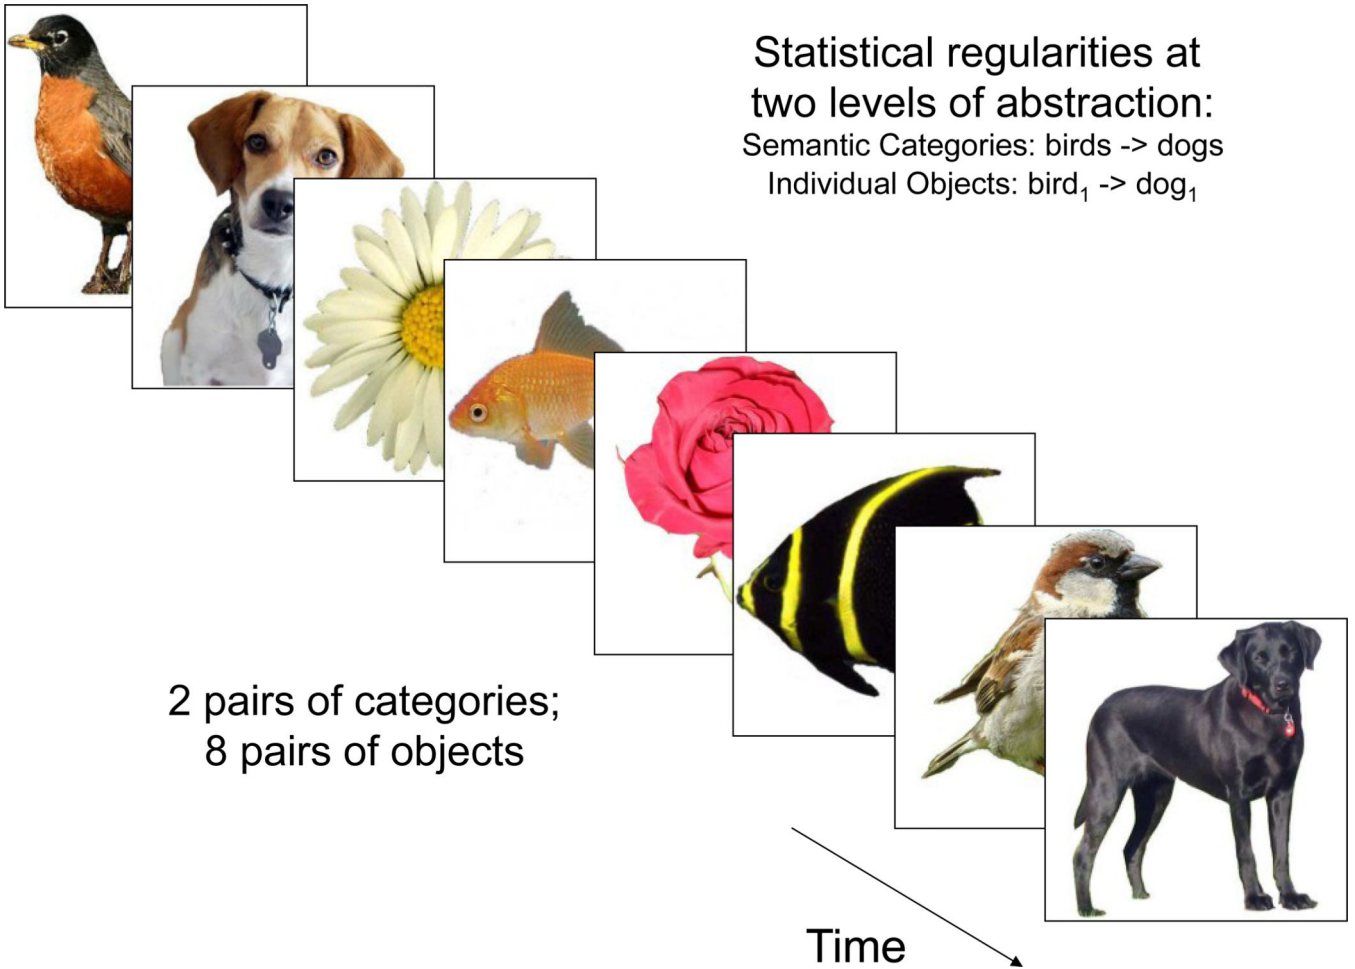 Statistical regularities at
two levels of abstraction:
Semantic Categories: birds -> dogs
Individual Objects: bird₁ -> dog₁
2 pairs of categories;
8 pairs of objects
Time